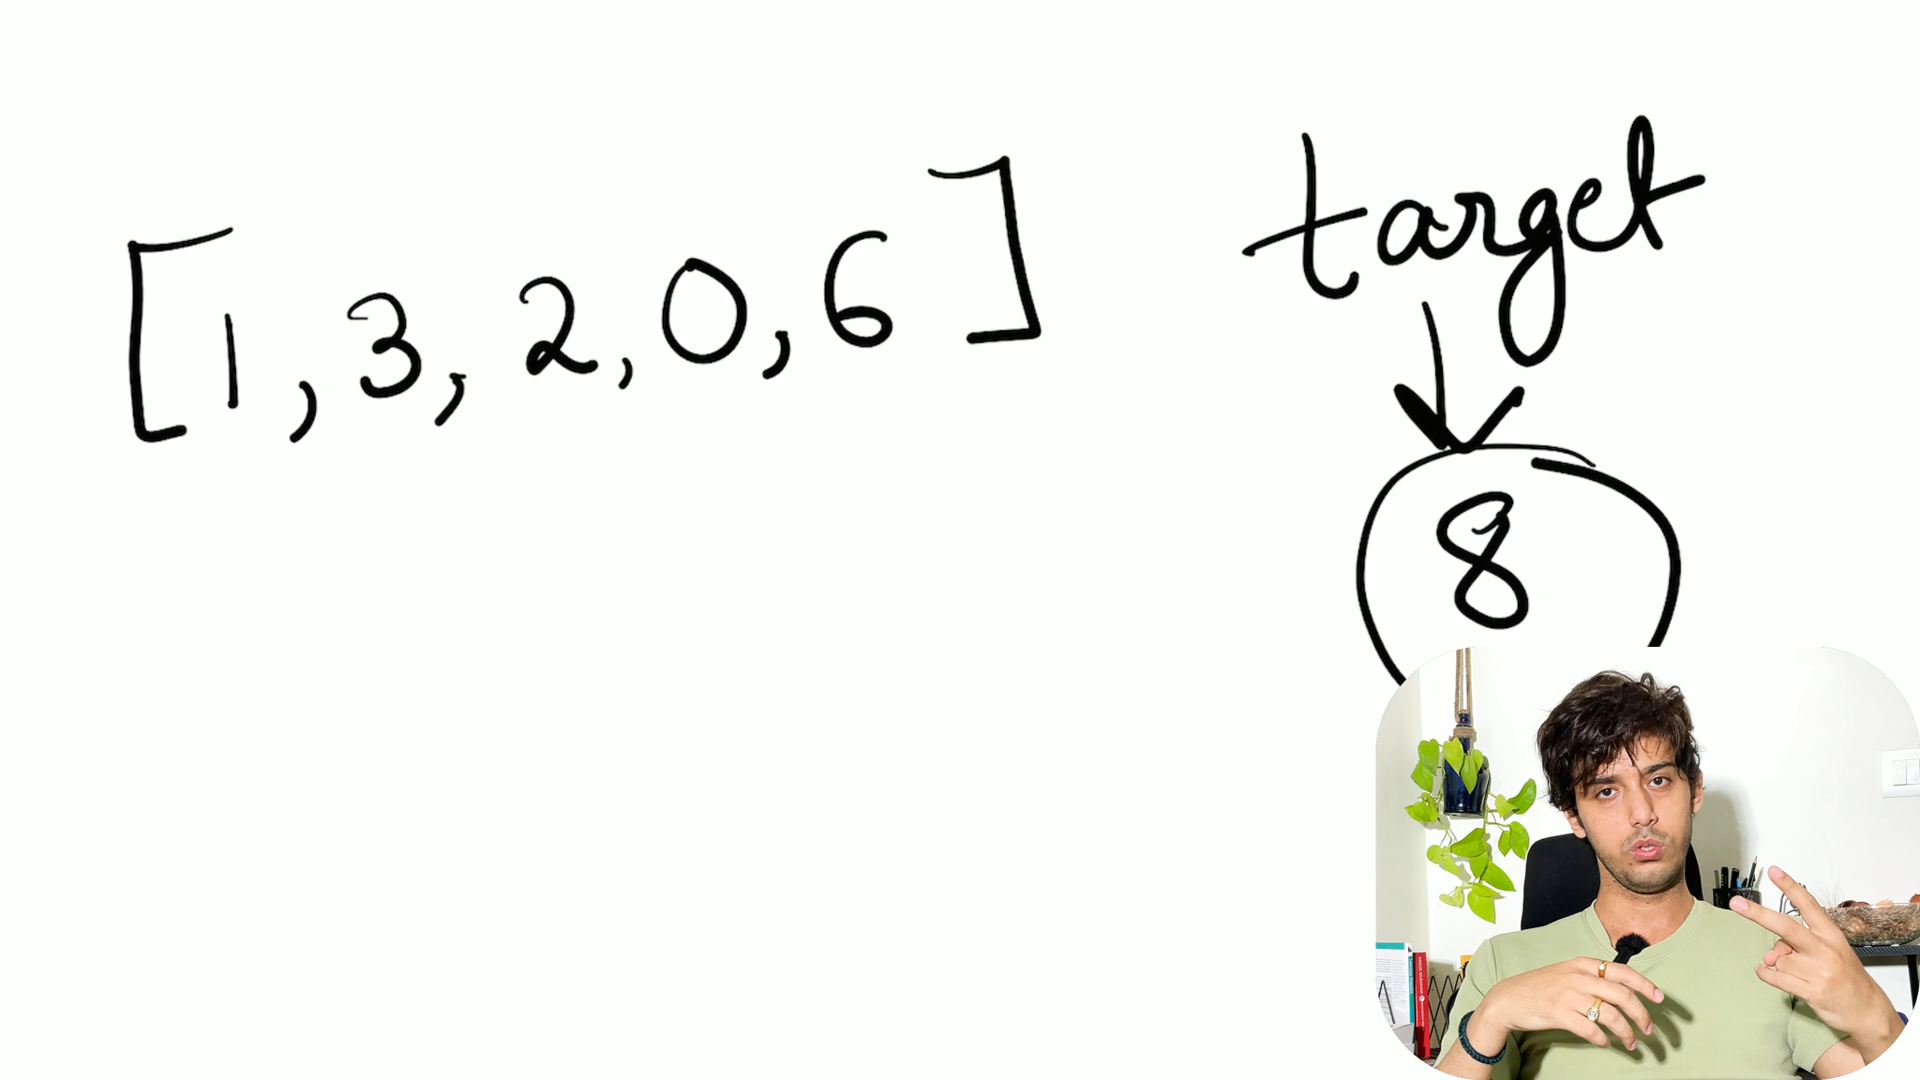 [1, 3, 2, 0, 6]
target
8